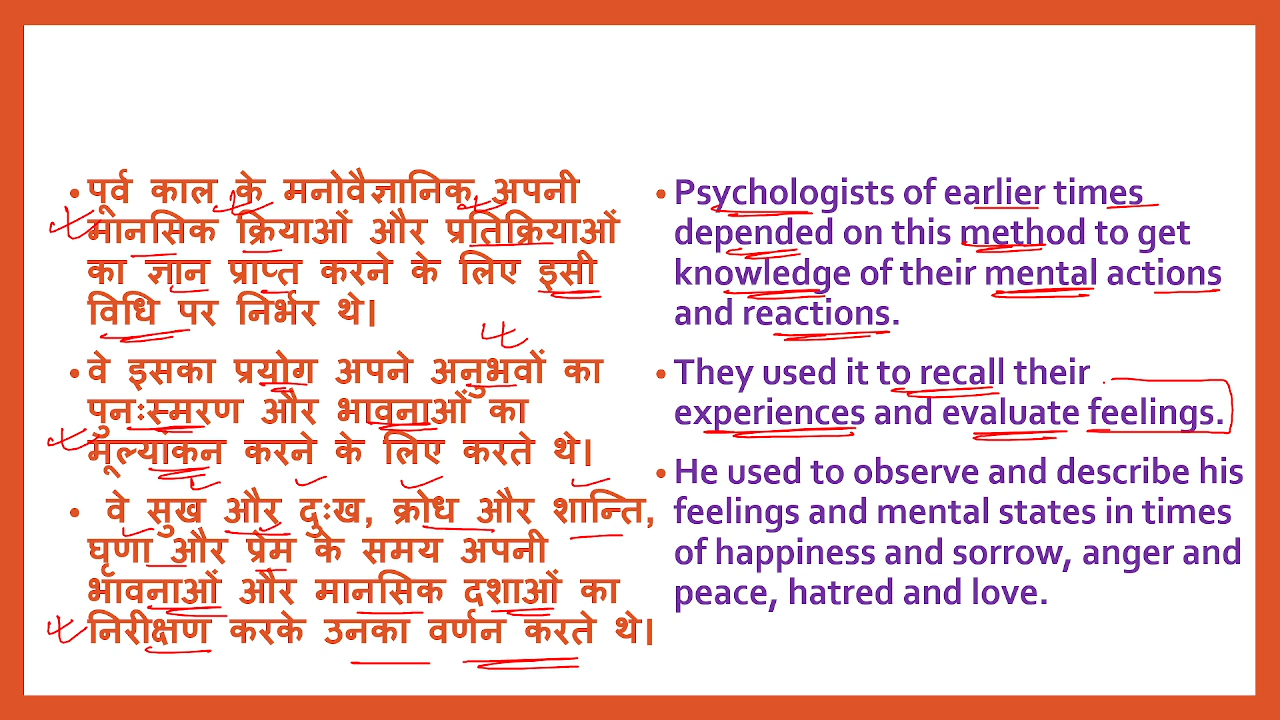 • पूर्व काल के मनोवैज्ञानिक अपनी
मानसिक क्रियाओं और प्रतिक्रियाओं
का ज्ञान प्राप्त करने के लिए इसी
विधि पर निर्भर थे।
• वे इसका प्रयोग अपने अनुभवों का
पुनःस्मरण और भावनाओं का
मूल्यांकन करने के लिए करते थे।
• वे सुख और दुःख, क्रोध और शान्ति,
घृणा और प्रेम के समय अपनी
भावनाओं और मानसिक दशाओं का
निरीक्षण करके उनका वर्णन करते थे।
• Psychologists of earlier times
depended on this method to get
knowledge of their mental actions
and reactions.
• They used it to recall their
experiences and evaluate feelings.
• He used to observe and describe his
feelings and mental states in times
of happiness and sorrow, anger and
peace, hatred and love.